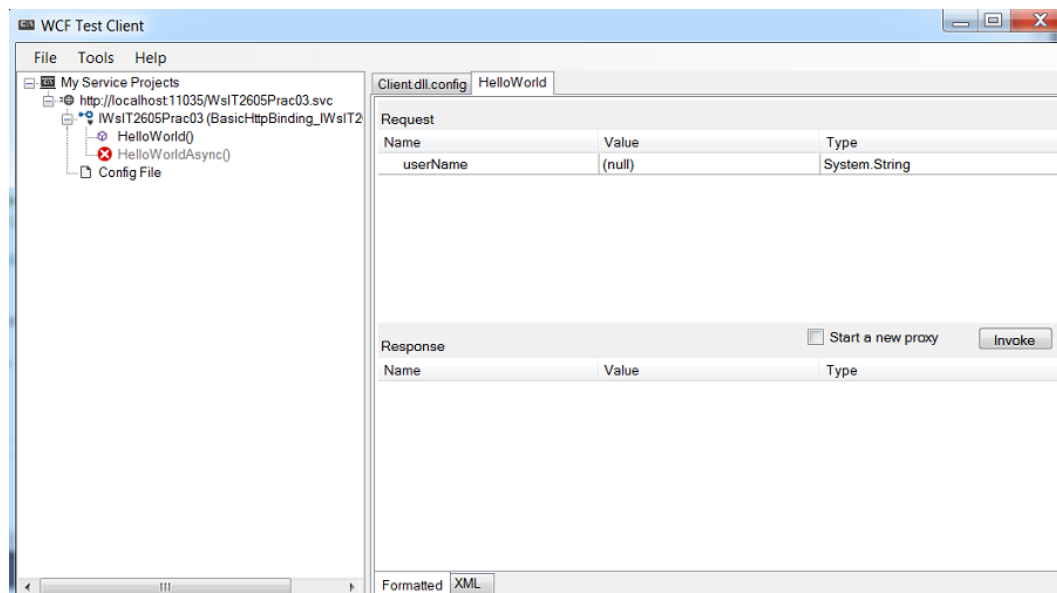 WCF Test Client
File Tools Help
My Service Projects
http://localhost:11035/WsIT2605Prac03.svc
IWsIT2605Prac03 (BasicHttpBinding_IWsIT2
HelloWorld()
HelloWorldAsync()
Config File
Client.dll.config HelloWorld
Request
Name Value Type
userName (null) System.String
Response Start a new proxy Invoke
Name Value Type
Formatted XML